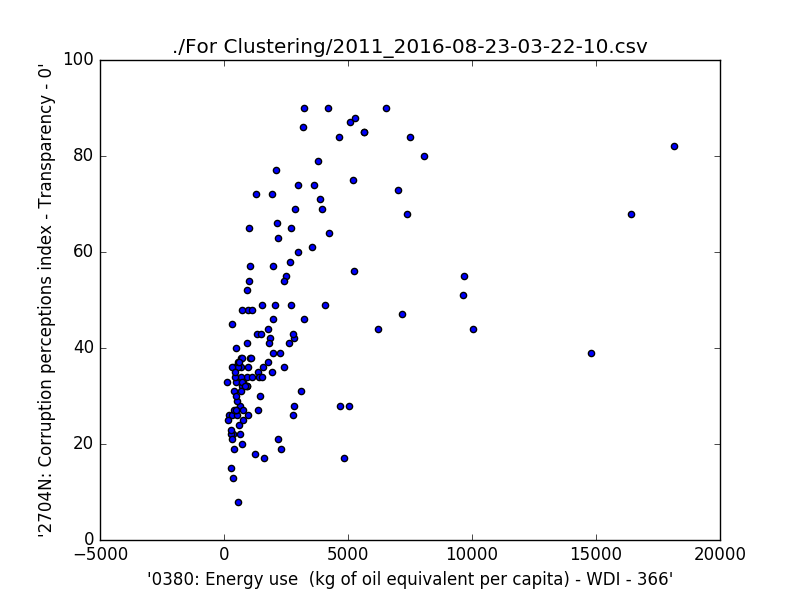 ./For Clustering/2011_2016-08-23-03-22-10.csv
100
80
60
40
20
0
'2704N: Corruption perceptions index - Transparency - 0'
−5000 0 5000 10000 15000 20000
'0380: Energy use  (kg of oil equivalent per capita) - WDI - 366'